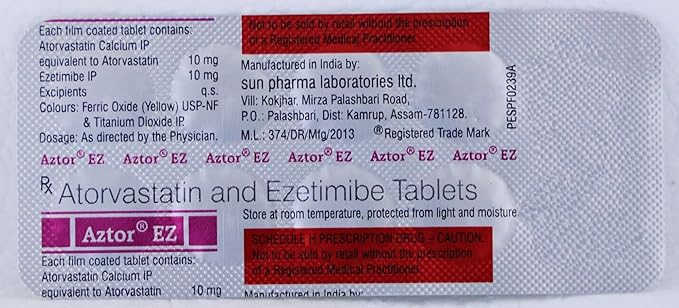 Each film coated tablet contains:
Atorvastatin Calcium IP
equivalent to Atorvastatin 10 mg
Ezetimibe IP 10 mg
Excipients q.s.
Colours: Ferric Oxide (Yellow) USP-NF
& Titanium Dioxide IP
Dosage: As directed by the Physician.
Not to be sold by retail without the prescription
of a Registered Medical Practitioner.
Manufactured in India by:
sun pharma laboratories ltd.
Vill: Kokjhar, Mirza Palashbari Road,
P.O.: Palashbari, Dist: Kamrup, Assam-781128.
M.L.: 374/DR/Mfg/2013 ®Registered Trade Mark
PESPF0239A
Aztor® EZ Aztor® EZ Aztor® EZ Aztor® EZ Aztor® EZ Aztor® EZ
Rx Atorvastatin and Ezetimibe Tablets
Store at room temperature, protected from light and moisture.
Aztor® EZ
SCHEDULE H PRESCRIPTION DRUG – CAUTION.
Not to be sold by retail without the prescription
of a Registered Medical Practitioner.
Each film coated tablet contains:
Atorvastatin Calcium IP
equivalent to Atorvastatin 10 mg
Manufactured in India by: